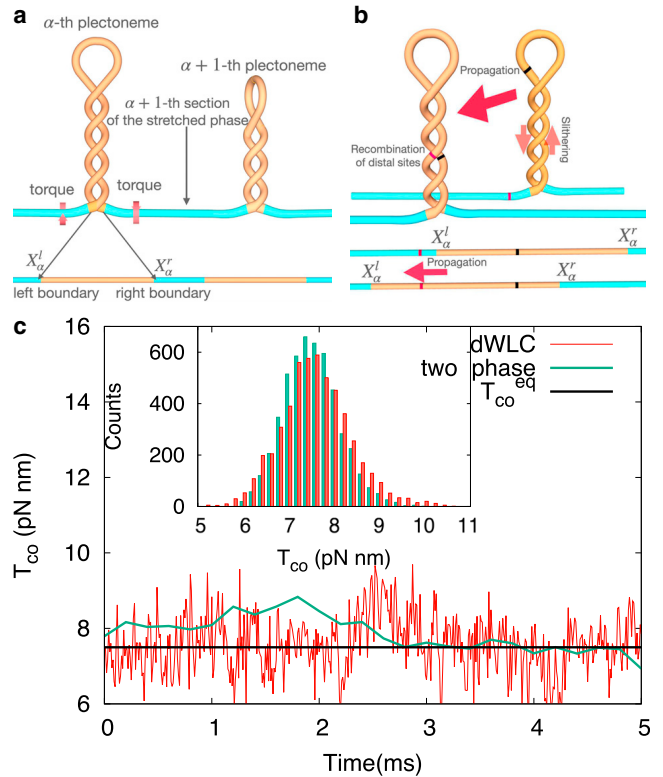 a
α-th plectoneme
α + 1-th plectoneme
α + 1-th section
of the stretched phase
torque
torque
X_α^l
X_α^r
left boundary
right boundary
b
Propagation
Slithering
Recombination
of distal sites
X_α^l
X_α^r
X_α^l
Propagation
X_α^r
c
16
14
12
10
8
6
T_co (pN nm)
0
1
2
3
4
5
Time(ms)
dWLC
two phase
T_co^eq
600
400
200
0
Counts
5
6
7
8
9
10
11
T_co (pN nm)